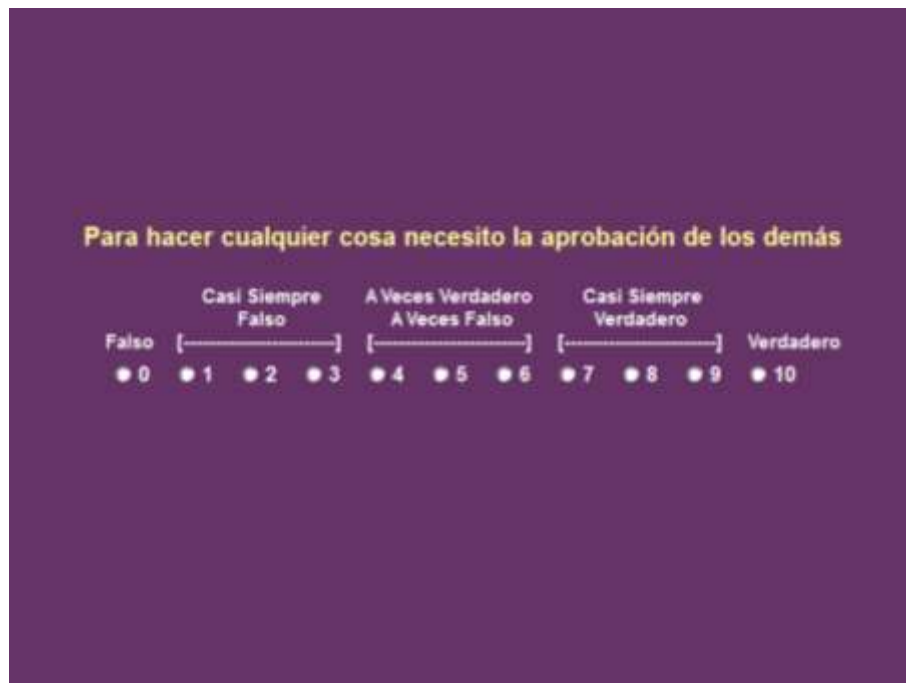 Para hacer cualquier cosa necesito la aprobación de los demás
Casi Siempre A Veces Verdadero Casi Siempre
Falso A Veces Falso Verdadero
Falso [-----------------------] [-----------------------] [-----------------------] Verdadero
0 1 2 3 4 5 6 7 8 9 10